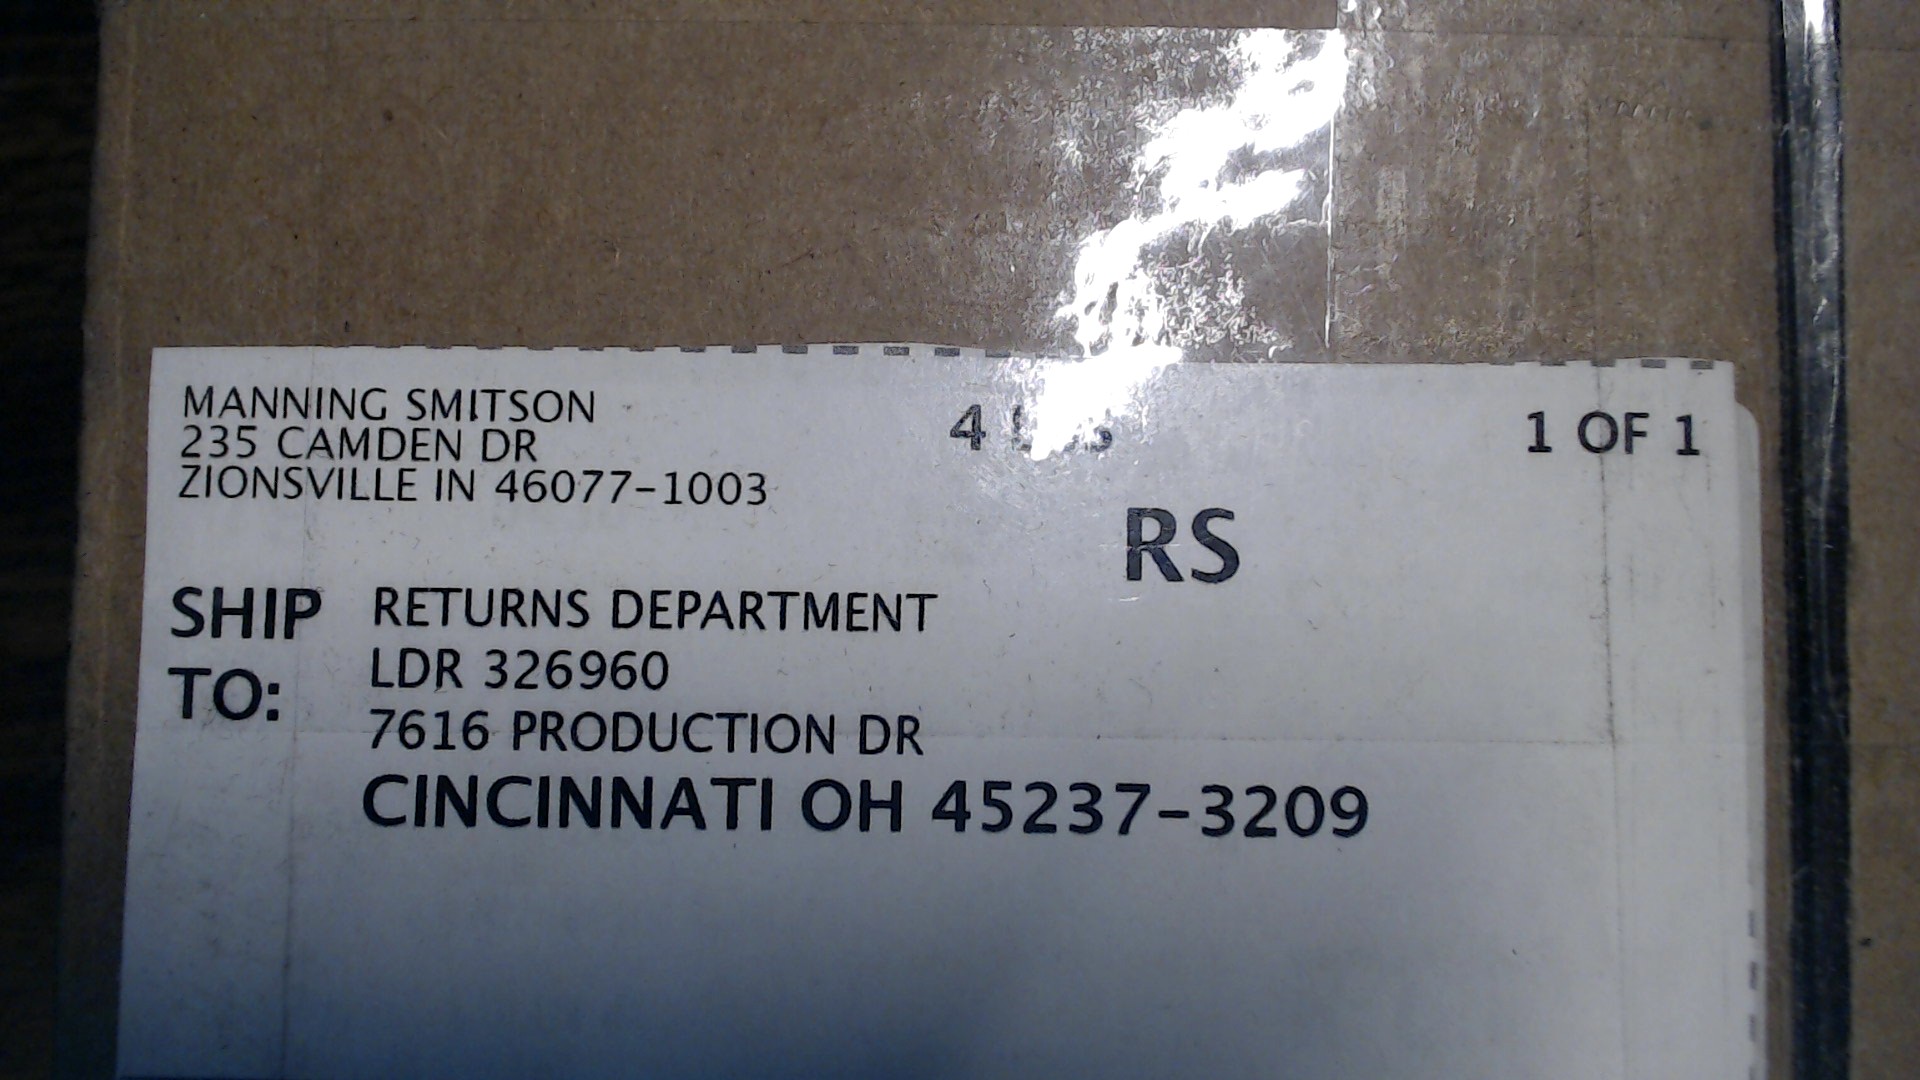 MANNING SMITSON
235 CAMDEN DR
ZIONSVILLE IN 46077-1003
4
1 OF 1
RS
SHIP TO:
RETURNS DEPARTMENT
LDR 326960
7616 PRODUCTION DR
CINCINNATI OH 45237-3209